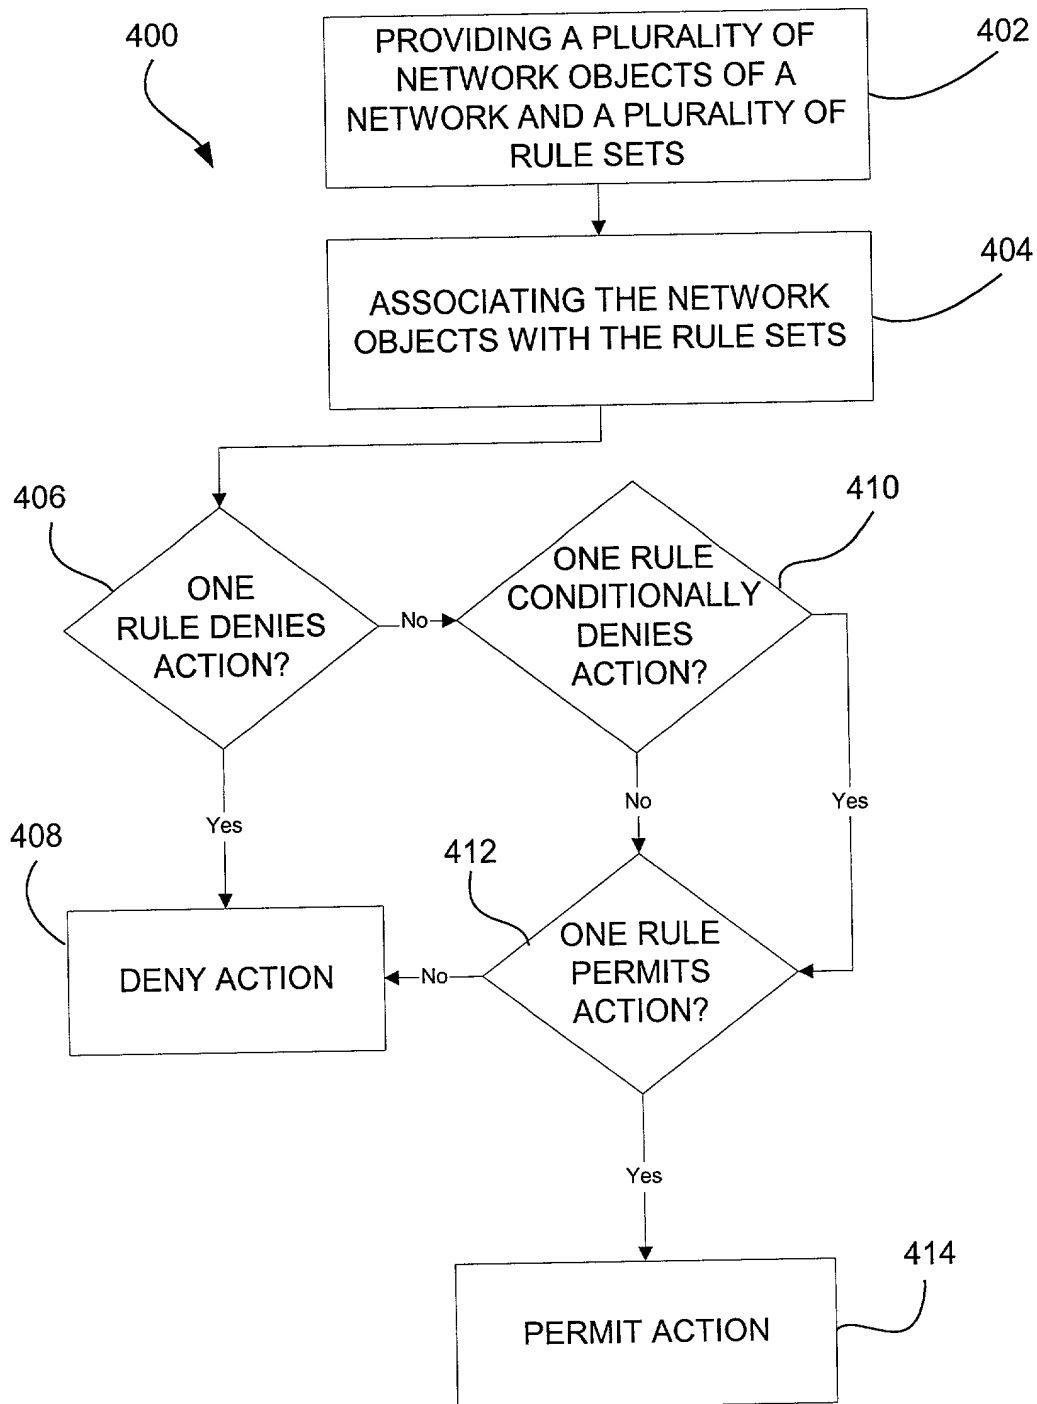 400
PROVIDING A PLURALITY OF
NETWORK OBJECTS OF A
NETWORK AND A PLURALITY OF
RULE SETS
402
ASSOCIATING THE NETWORK
OBJECTS WITH THE RULE SETS
404
406
ONE
RULE DENIES
ACTION?
No
ONE RULE
CONDITIONALLY
DENIES
ACTION?
410
Yes
No
Yes
408
DENY ACTION
No
412
ONE RULE
PERMITS
ACTION?
Yes
PERMIT ACTION
414